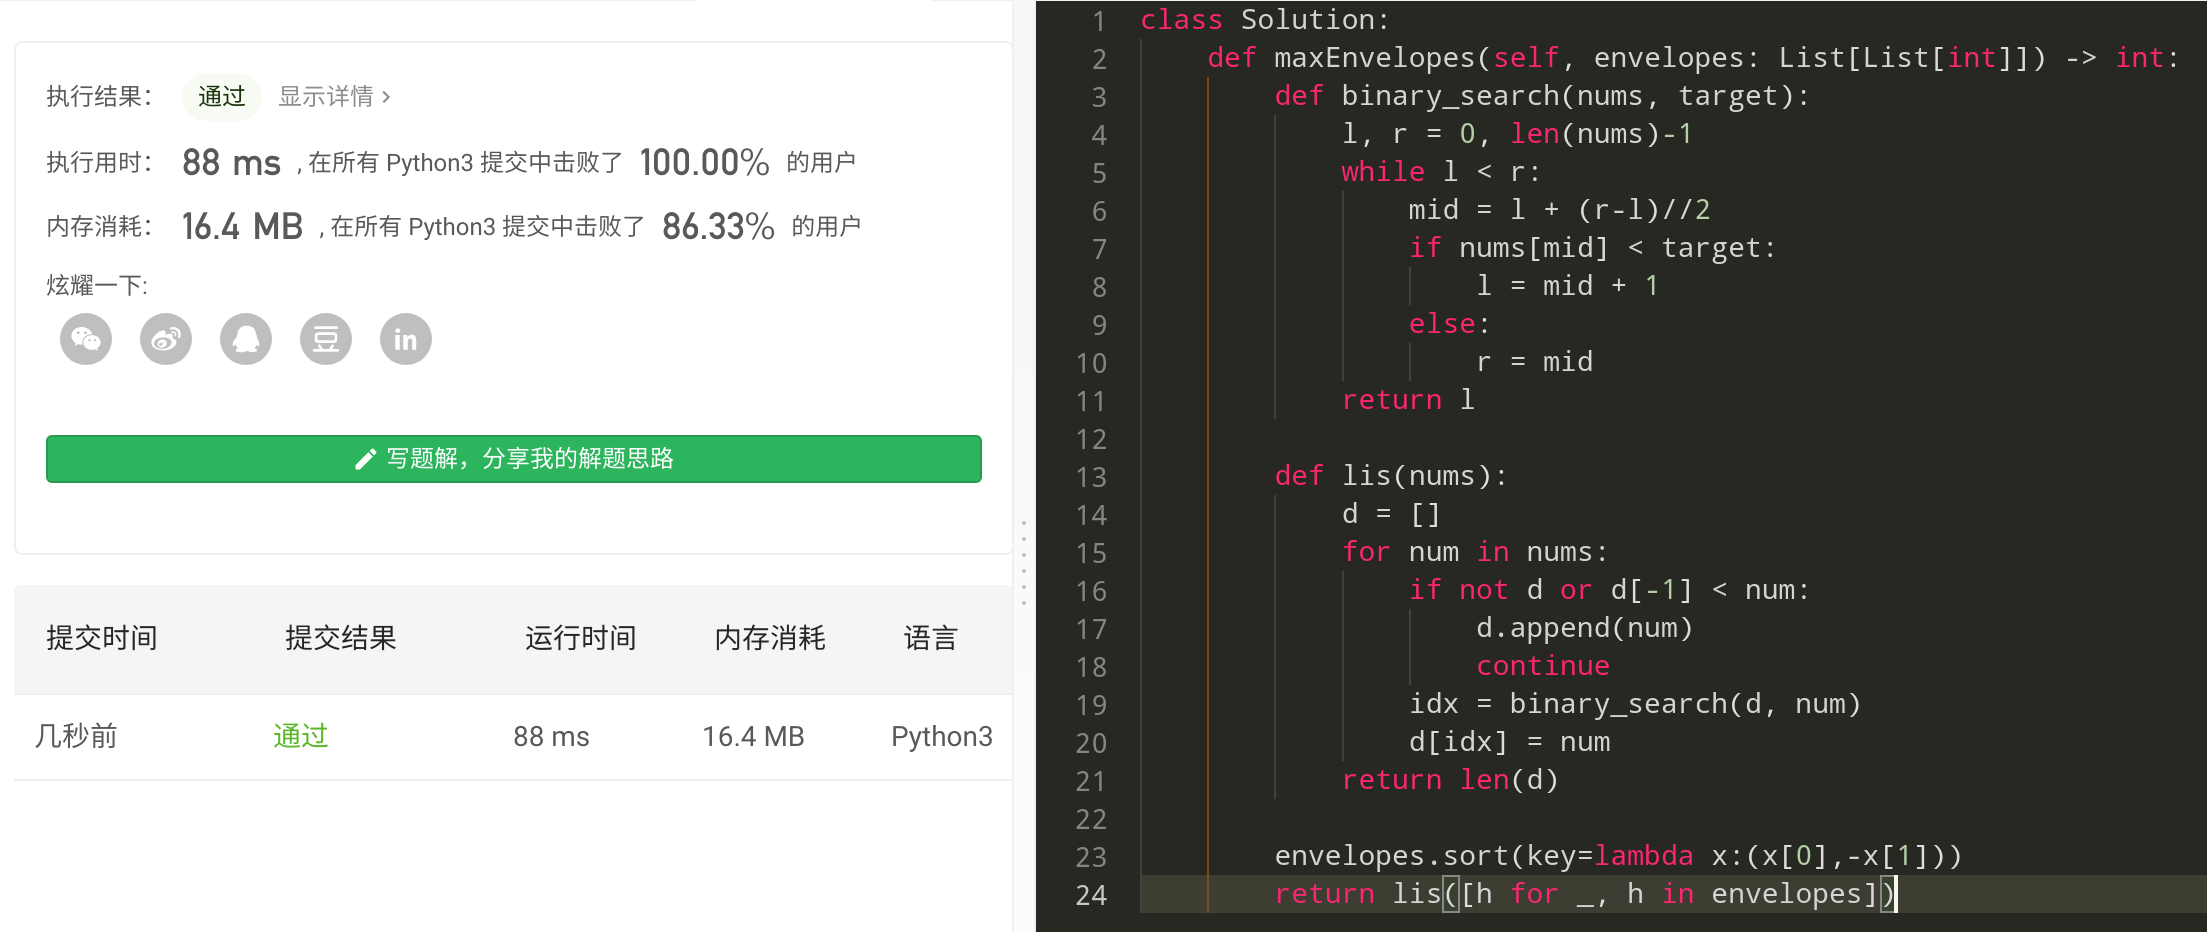 执行结果： 通过 显示详情 >
执行用时： 88 ms , 在所有 Python3 提交中击败了 100.00% 的用户
内存消耗： 16.4 MB , 在所有 Python3 提交中击败了 86.33% 的用户
炫耀一下:
豆 in
写题解，分享我的解题思路
提交时间 提交结果 运行时间 内存消耗 语言
几秒前 通过 88 ms 16.4 MB Python3
1 class Solution:
2     def maxEnvelopes(self, envelopes: List[List[int]]) -> int:
3         def binary_search(nums, target):
4             l, r = 0, len(nums)-1
5             while l < r:
6                 mid = l + (r-l)//2
7                 if nums[mid] < target:
8                     l = mid + 1
9                 else:
10                     r = mid
11             return l
12
13         def lis(nums):
14             d = []
15             for num in nums:
16                 if not d or d[-1] < num:
17                     d.append(num)
18                     continue
19                 idx = binary_search(d, num)
20                 d[idx] = num
21             return len(d)
22
23         envelopes.sort(key=lambda x:(x[0],-x[1]))
24         return lis([h for _, h in envelopes])